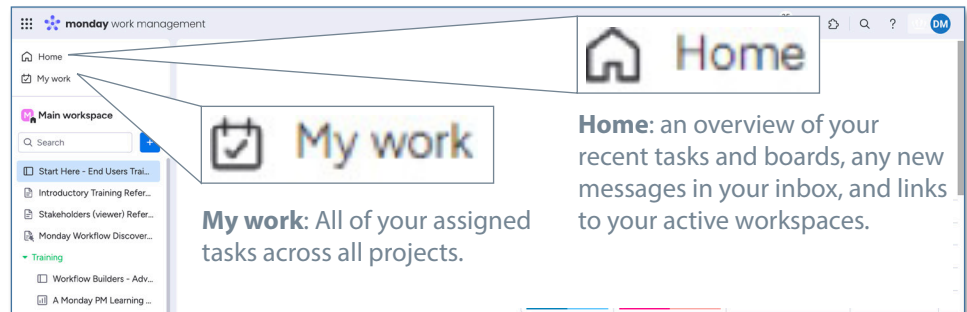 monday work management
?
DM
Home
My work
Main workspace
Search
+
Start Here - End Users Trai...
Introductory Training Refer...
Stakeholders (viewer) Refer...
Monday Workflow Discover...
Training
Workflow Builders - Adv...
A Monday PM Learning ...
My work
My work: All of your assigned
tasks across all projects.
Home
Home: an overview of your
recent tasks and boards, any new
messages in your inbox, and links
to your active workspaces.